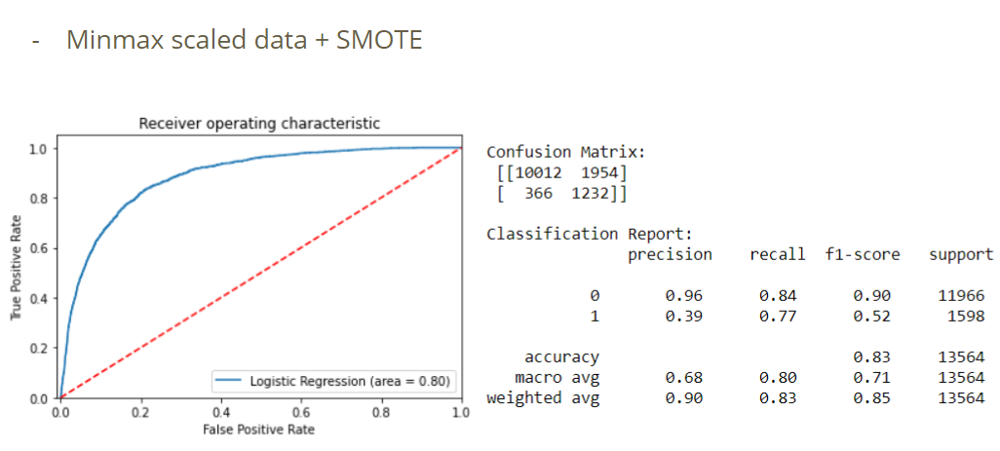 - Minmax scaled data + SMOTE
Receiver operating characteristic
1.0
0.8
0.6
0.4
0.2
0.0
True Positive Rate
Logistic Regression (area = 0.80)
0.0 0.2 0.4 0.6 0.8 1.0
False Positive Rate
Confusion Matrix:
[[10012 1954]
[ 366 1232]]
Classification Report:
precision recall f1-score support
0 0.96 0.84 0.90 11966
1 0.39 0.77 0.52 1598
accuracy 0.83 13564
macro avg 0.68 0.80 0.71 13564
weighted avg 0.90 0.83 0.85 13564